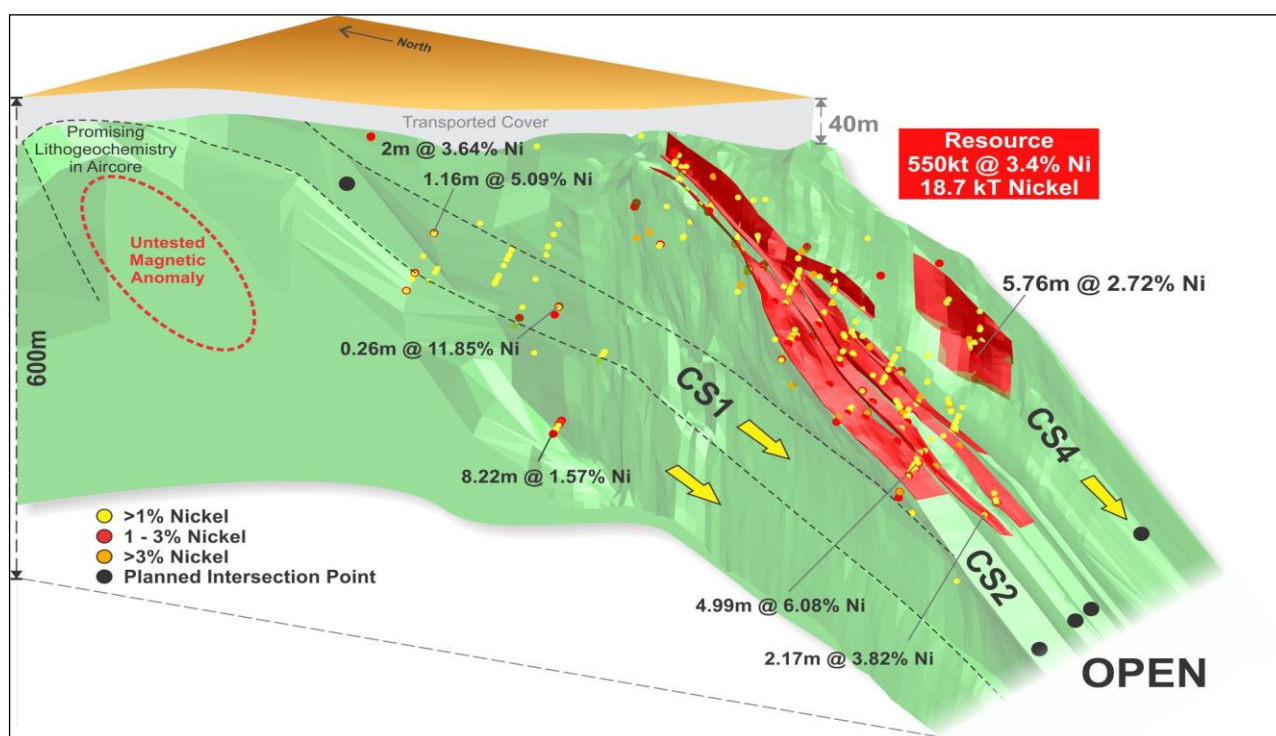 North
Transported Cover
40m
Promising
Lithogeochemistry
in Aircore
2m @ 3.64% Ni
1.16m @ 5.09% Ni
Resource
550kt @ 3.4% Ni
18.7 kT Nickel
Untested
Magnetic
Anomaly
5.76m @ 2.72% Ni
600m
0.26m @ 11.85% Ni
CS1
CS4
8.22m @ 1.57% Ni
>1% Nickel
1 - 3% Nickel
>3% Nickel
Planned Intersection Point
CS2
4.99m @ 6.08% Ni
2.17m @ 3.82% Ni
OPEN